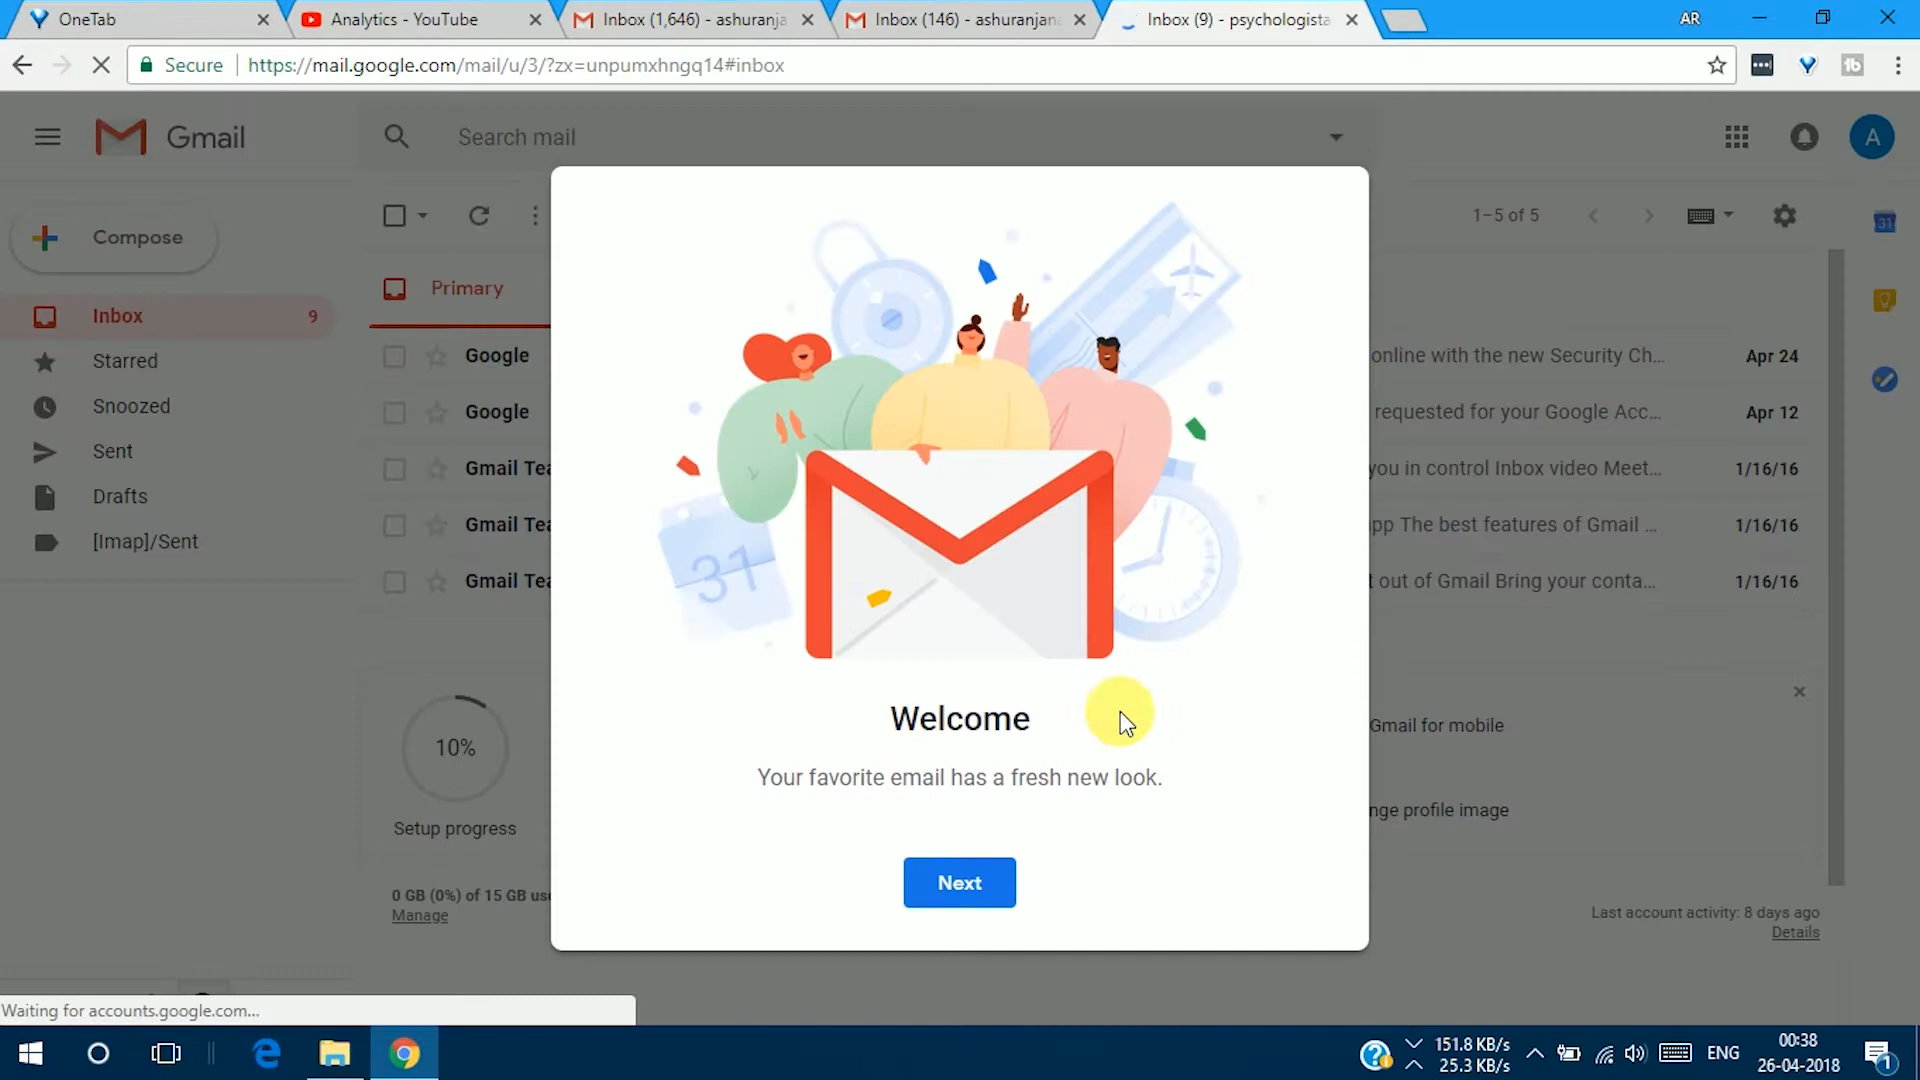 OneTab
Analytics - YouTube
Inbox (1,646) - ashuranja
Inbox (146) - ashuranjan
Inbox (9) - psychologista
AR
Secure
https://mail.google.com/mail/u/3/?zx=unpumxhngq14#inbox
Gmail
Search mail
A
Compose
1–5 of 5
31
Primary
Inbox 9
Starred
Snoozed
Sent
Drafts
[Imap]/Sent
Google online with the new Security Ch... Apr 24
Google requested for your Google Acc... Apr 12
Gmail Tea you in control Inbox video Meet... 1/16/16
Gmail Tea pp The best features of Gmail ... 1/16/16
Gmail Tea t out of Gmail Bring your conta... 1/16/16
31
Welcome
Your favorite email has a fresh new look.
Next
10%
Setup progress
Gmail for mobile
nge profile image
0 GB (0%) of 15 GB use
Manage
Last account activity: 8 days ago
Details
Waiting for accounts.google.com...
151.8 KB/s
25.3 KB/s
ENG
00:38
26-04-2018
1